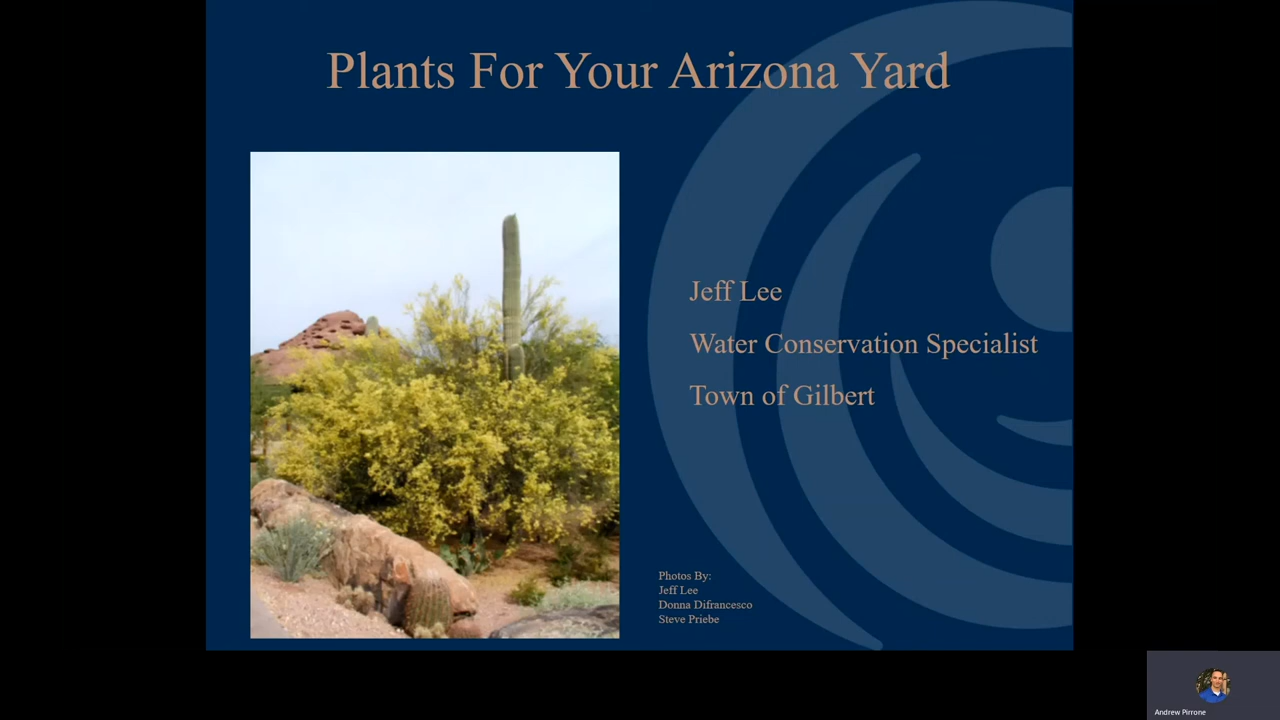 Plants For Your Arizona Yard
Jeff Lee
Water Conservation Specialist
Town of Gilbert
Photos By:
Jeff Lee
Donna Difrancesco
Steve Priebe
Andrew Pirrone